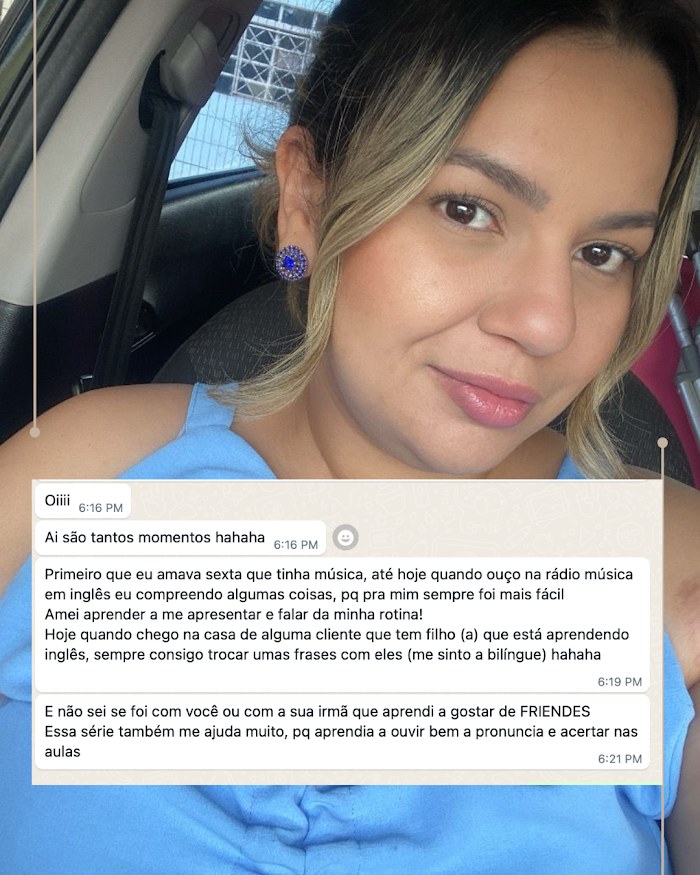 Oiiii 6:16 PM
Ai são tantos momentos hahaha 6:16 PM
Primeiro que eu amava sexta que tinha música, até hoje quando ouço na rádio música
em inglês eu compreendo algumas coisas, pq pra mim sempre foi mais fácil
Amei aprender a me apresentar e falar da minha rotina!
Hoje quando chego na casa de alguma cliente que tem filho (a) que está aprendendo
inglês, sempre consigo trocar umas frases com eles (me sinto a bilíngue) hahaha
6:19 PM
E não sei se foi com você ou com a sua irmã que aprendi a gostar de FRIENDES
Essa série também me ajuda muito, pq aprendia a ouvir bem a pronuncia e acertar nas
aulas
6:21 PM